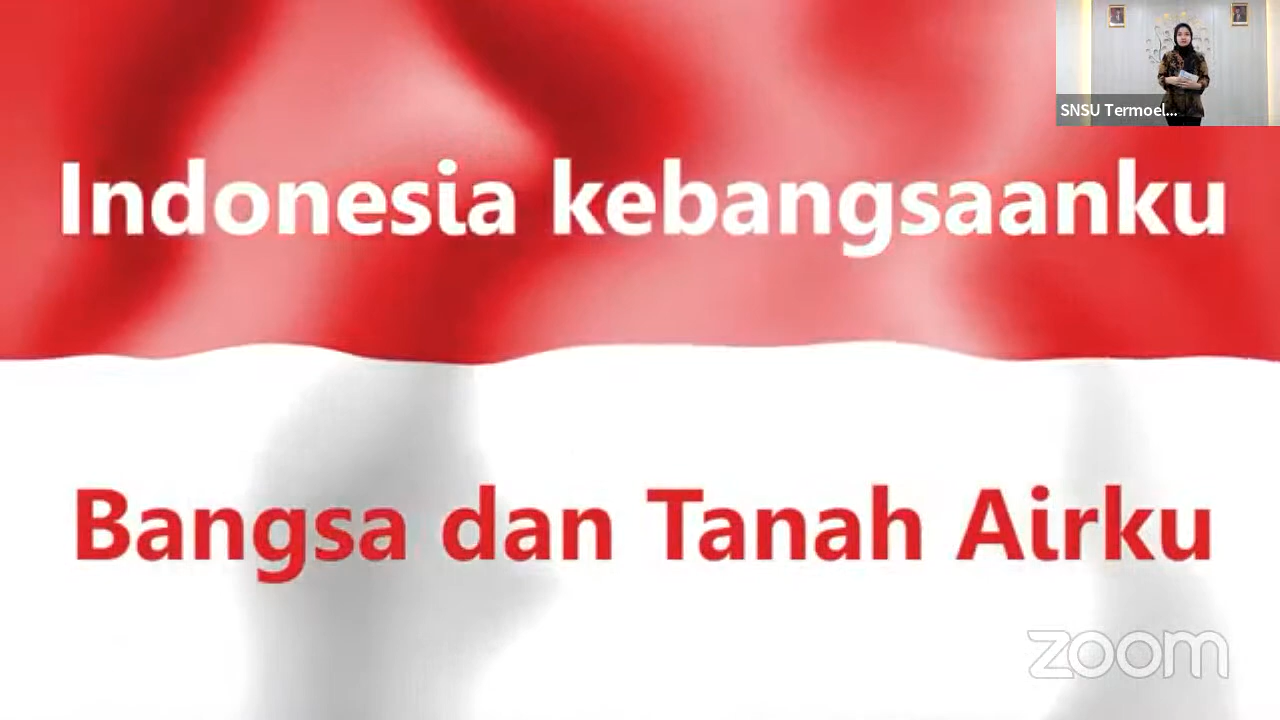 SNSU Termoel...
Indonesia kebangsaanku
Bangsa dan Tanah Airku
zoom